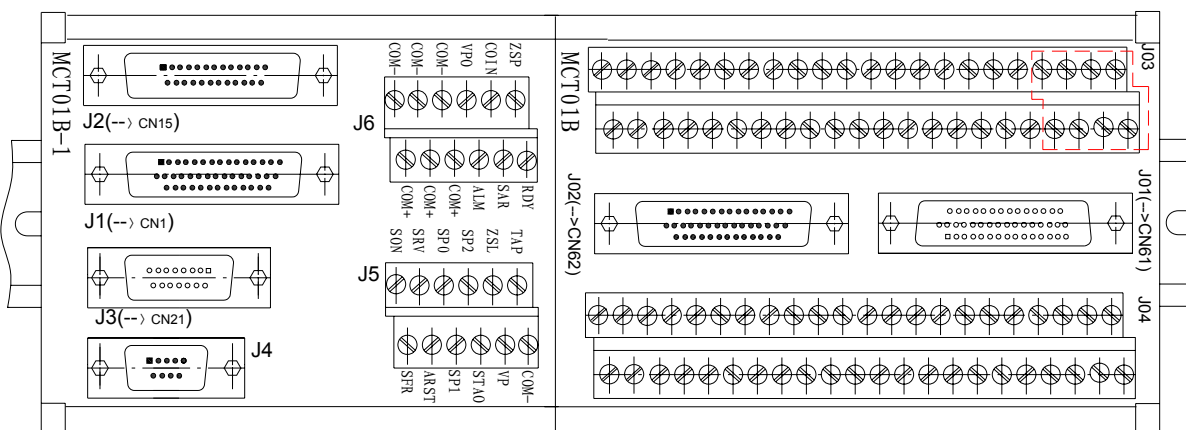 MCT01B-1
J2(--> CN15)
J1(--> CN1)
J3(--> CN21)
J4
COM- COM- COM- VPO COIN ZSP
J6
COM+ COM+ COM+ ALM SAR RDY
SON SRV SPO SP2 ZSL TAP
J5
SFR ARST SP1 STAO VP COM-
MCT01B
J03
J02(-->CN62)
J01(-->CN61)
J04